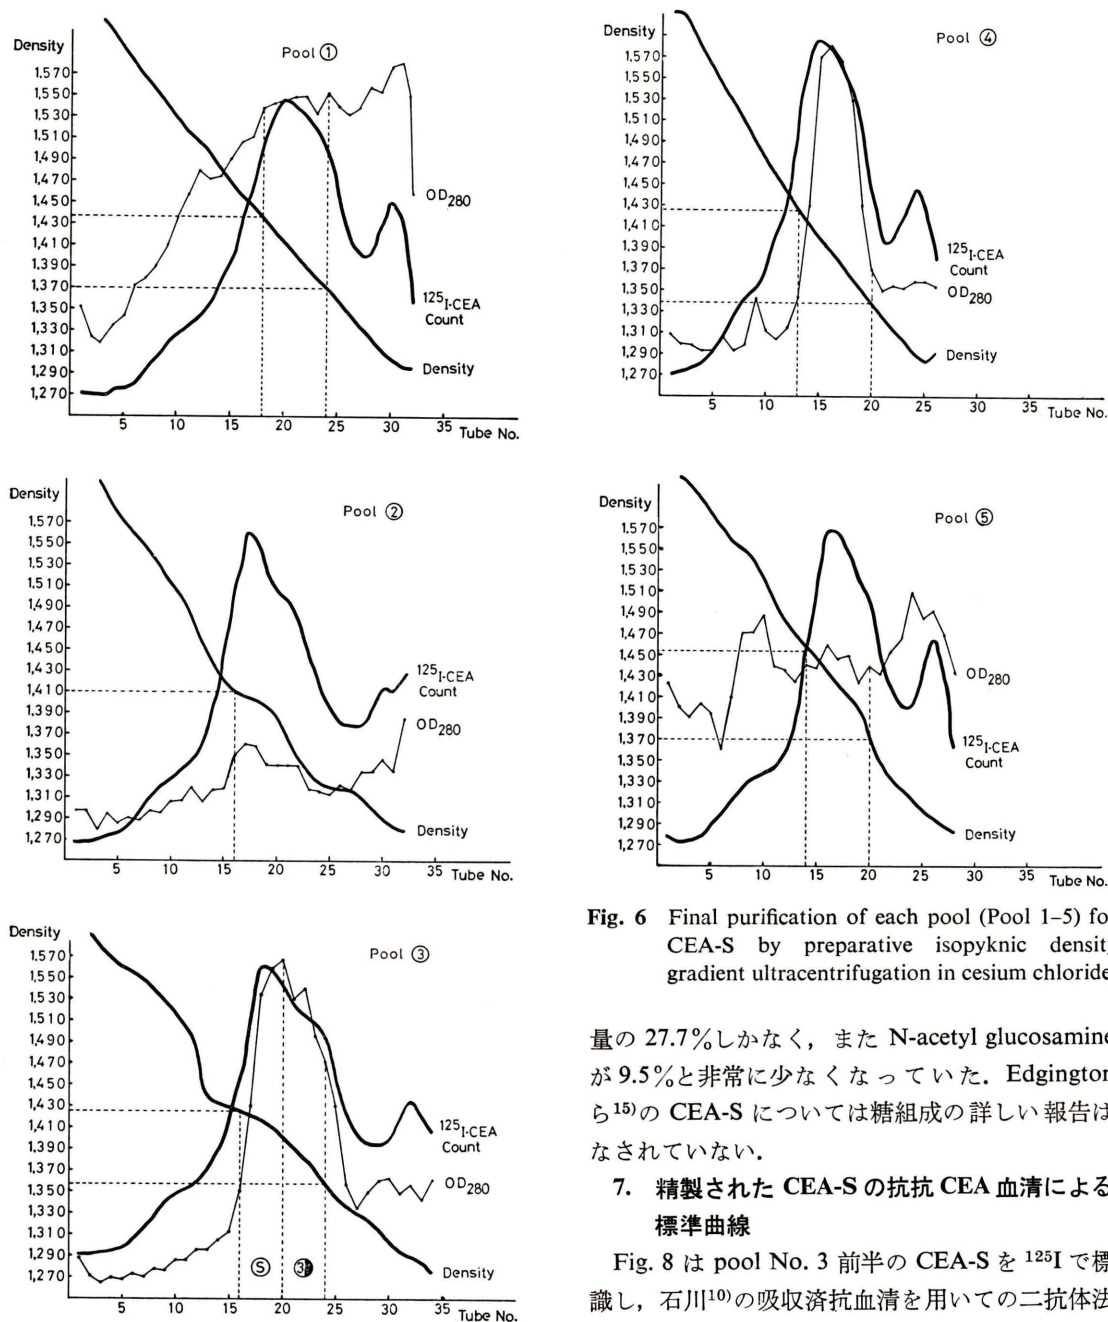 Density
Pool ①
1,570
1,550
1,530
1,510
1,490
1,470
1,450
1,430
1,410
1,390
1,370
1,350
1,330
1,310
1,290
1,270
OD280
125I-CEA
Count
Density
5 10 15 20 25 30 35 Tube No.
Density
Pool ②
1,570
1,550
1,530
1,510
1,490
1,470
1,450
1,430
1,410
1,390
1,370
1,350
1,330
1,310
1,290
1,270
125I-CEA
Count
OD280
Density
5 10 15 20 25 30 35 Tube No.
Density
Pool ③
1,570
1,550
1,530
1,510
1,490
1,470
1,450
1,430
1,410
1,390
1,370
1,350
1,330
1,310
1,290
1,270
125I-CEA
Count
OD280
Density
Ⓢ ③
5 10 15 20 25 30 35 Tube No.
Density
Pool ④
1,570
1,550
1,530
1,510
1,490
1,470
1,450
1,430
1,410
1,390
1,370
1,350
1,330
1,310
1,290
1,270
125I-CEA
Count
OD280
Density
5 10 15 20 25 30 35 Tube No.
Density
Pool ⑤
1,570
1,550
1,530
1,510
1,490
1,470
1,450
1,430
1,410
1,390
1,370
1,350
1,330
1,310
1,290
1,270
OD280
125I-CEA
Count
Density
5 10 15 20 25 30 35 Tube No.
Fig. 6 Final purification of each pool (Pool 1–5) fo
CEA-S by preparative isopyknic density
gradient ultracentrifugation in cesium chloride
量の 27.7%しかなく，また N-acetyl glucosamine
が 9.5%と非常に少なくなっていた．Edgington
ら15)の CEA-S については糖組成の詳しい報告は
なされていない．
7. 精製された CEA-S の抗抗 CEA 血清による
標準曲線
Fig. 8 は pool No. 3 前半の CEA-S を 125I で標
識し，石川10)の吸収済抗血清を用いての二抗体法